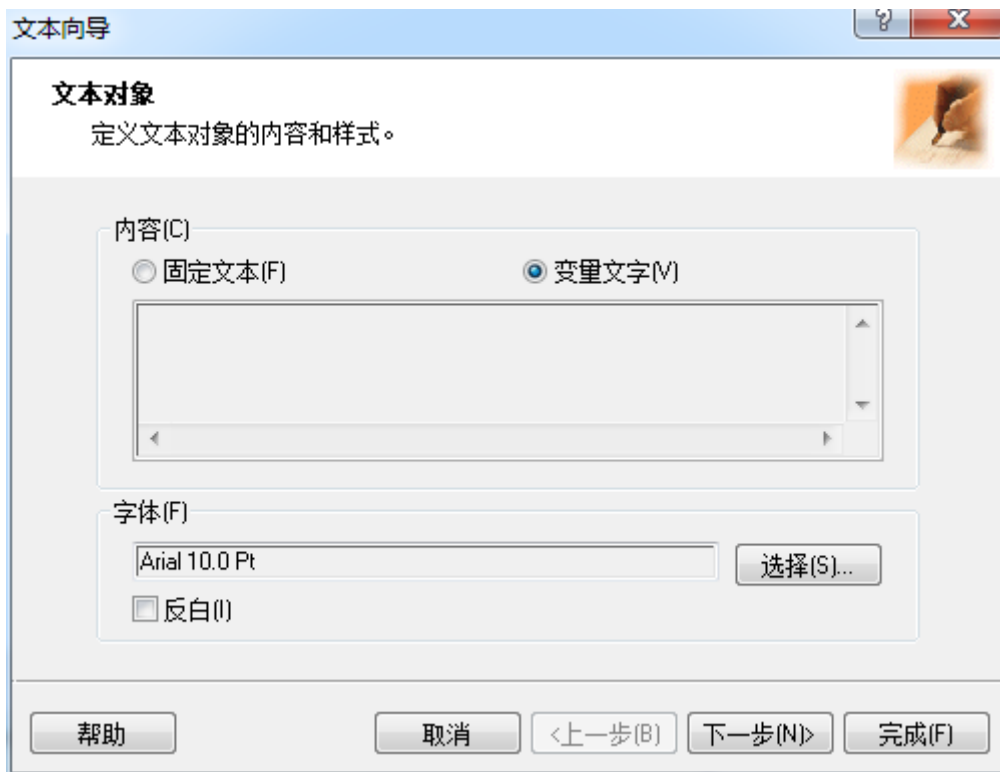 文本向导
文本对象
定义文本对象的内容和样式。
内容(C)
固定文本(F) 变量文字(V)
字体(F)
Arial 10.0 Pt 选择(S)...
反白(I)
帮助 取消 <上一步(B) 下一步(N)> 完成(F)